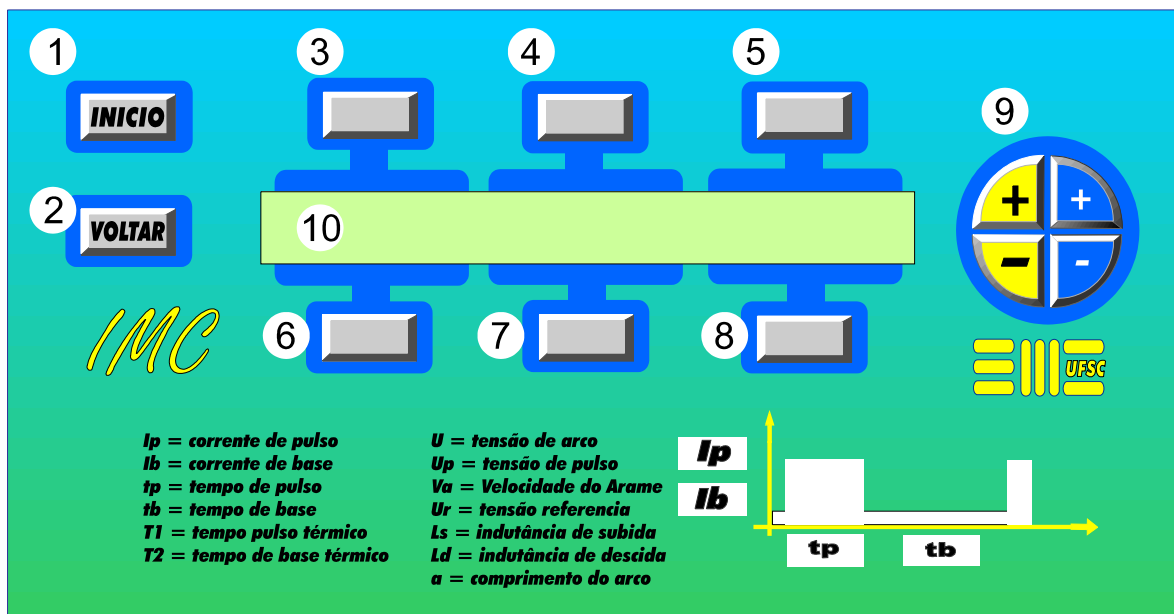 1
INICIO
2
VOLTAR
3
4
5
10
6
7
8
9
+
+
−
-
IMC
EMC
UFSC
Ip = corrente de pulso
Ib = corrente de base
tp = tempo de pulso
tb = tempo de base
T1 = tempo pulso térmico
T2 = tempo de base térmico
U = tensão de arco
Up = tensão de pulso
Va = Velocidade do Arame
Ur = tensão referencia
Ls = indutância de subida
Ld = indutância de descida
a = comprimento do arco
Ip
Ib
tp
tb